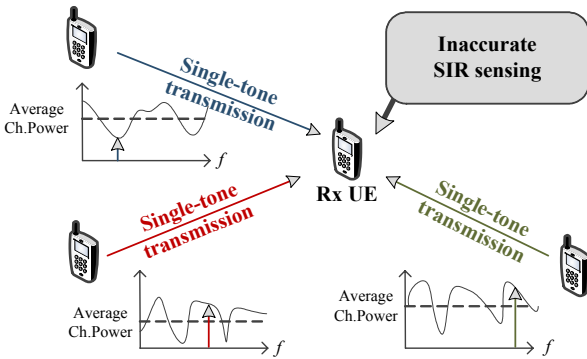 Inaccurate
SIR sensing
Single-tone
transmission
Average
Ch.Power
f
Rx UE
Single-tone
transmission
Single-tone
transmission
Average
Ch.Power
f
Average
Ch.Power
f